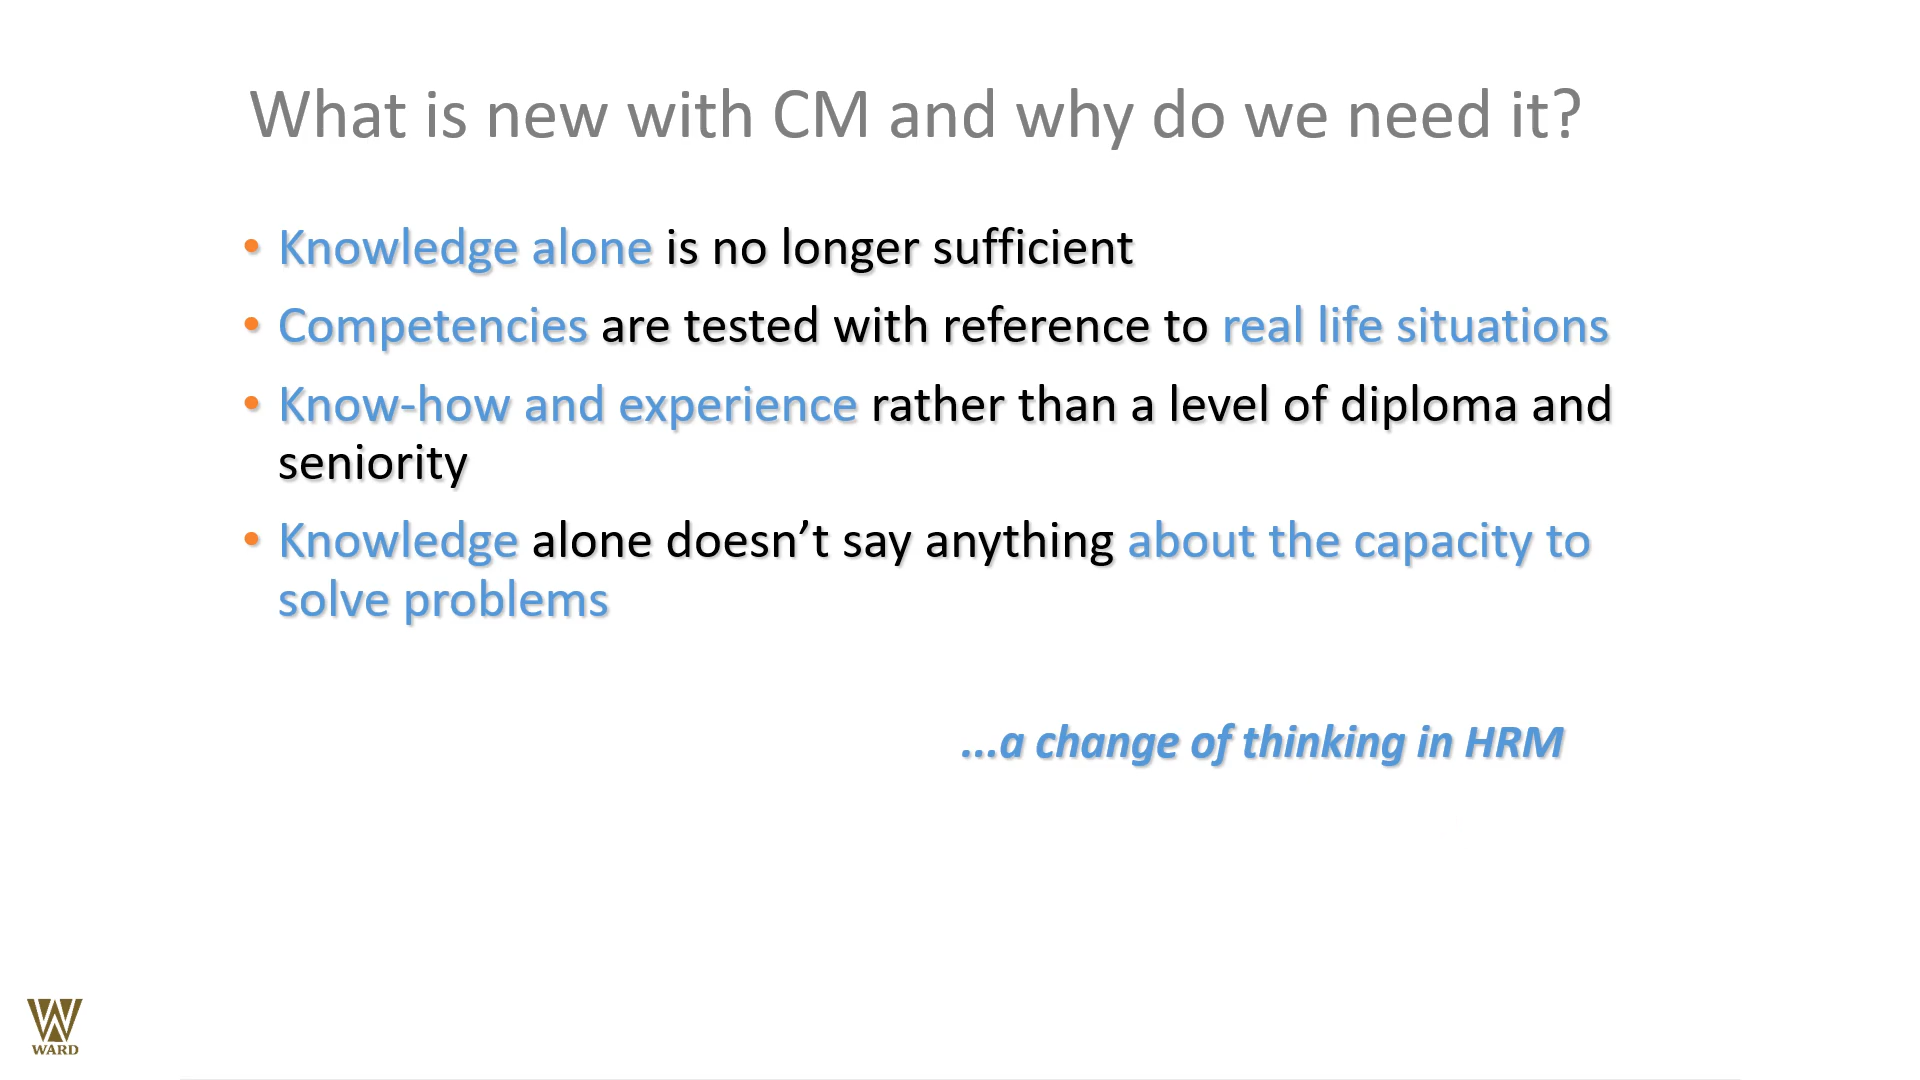 What is new with CM and why do we need it?
• Knowledge alone is no longer sufficient
• Competencies are tested with reference to real life situations
• Know-how and experience rather than a level of diploma and
seniority
• Knowledge alone doesn’t say anything about the capacity to
solve problems
...a change of thinking in HRM
WARD